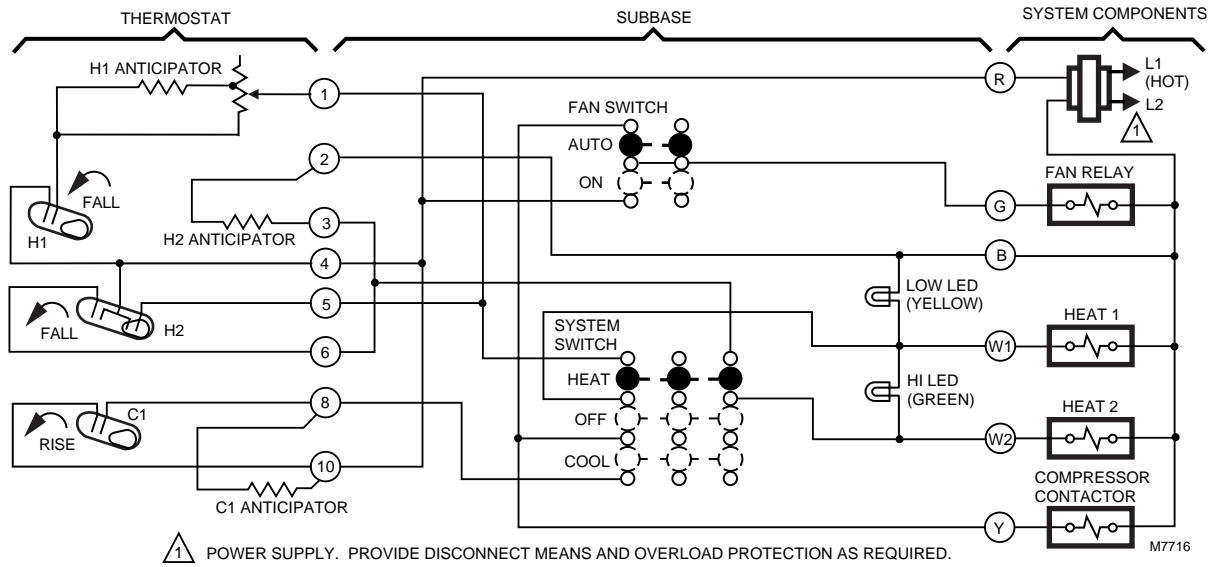 THERMOSTAT
SUBBASE
SYSTEM COMPONENTS
H1 ANTICIPATOR
1
R
L1
(HOT)
L2
1
FAN SWITCH
AUTO
ON
2
FALL
H1
3
H2 ANTICIPATOR
4
FAN RELAY
G
B
5
FALL
H2
6
LOW LED
(YELLOW)
SYSTEM
SWITCH
HEAT
OFF
COOL
HEAT 1
W1
HI LED
(GREEN)
8
C1
RISE
HEAT 2
W2
10
C1 ANTICIPATOR
COMPRESSOR
CONTACTOR
Y
M7716
1 POWER SUPPLY. PROVIDE DISCONNECT MEANS AND OVERLOAD PROTECTION AS REQUIRED.